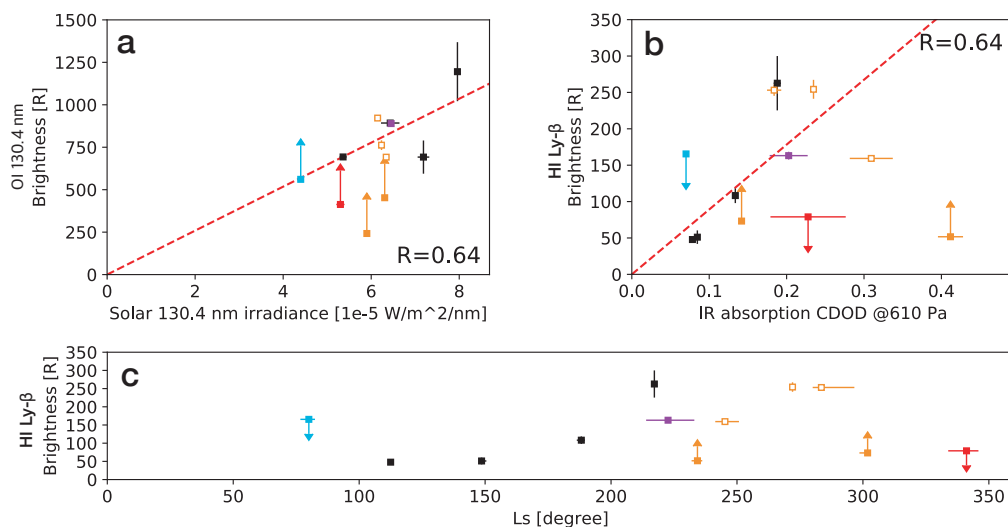 a
OI 130.4 nm
Brightness [R]
1500
1250
1000
750
500
250
0
0 2 4 6 8
Solar 130.4 nm irradiance [1e-5 W/m^2/nm]
R=0.64
b
HI Ly-β
Brightness [R]
350
300
250
200
150
100
50
0
0.0 0.1 0.2 0.3 0.4
IR absorption CDOD @610 Pa
R=0.64
c
HI Ly-β
Brightness [R]
350
300
250
200
150
100
50
0
0 50 100 150 200 250 300 350
Ls [degree]